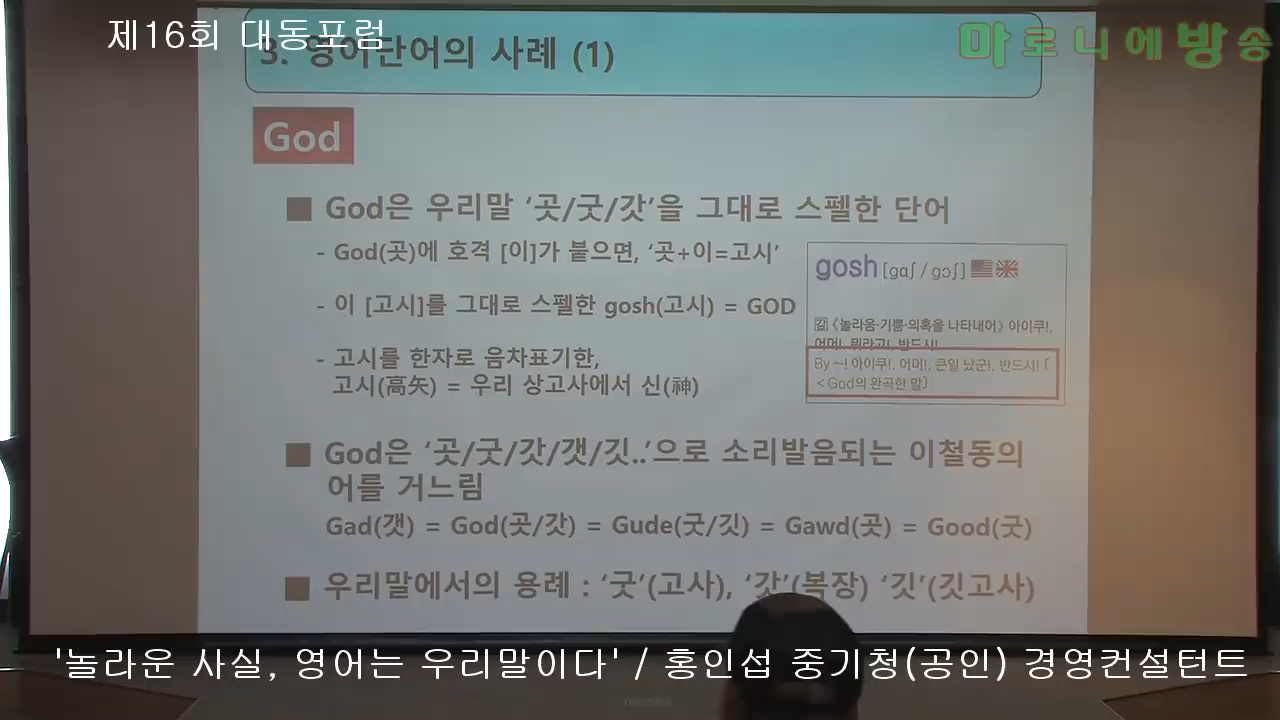 제16회 대동포럼
마로니에방송
3. 영어단어의 사례 (1)
God
■ God은 우리말 ‘곳/굿/갓’을 그대로 스펠한 단어
- God(곳)에 호격 [이]가 붙으면, ‘곳+이=고시’
- 이 [고시]를 그대로 스펠한 gosh(고시) = GOD
- 고시를 한자로 음차표기한,
고시(高矢) = 우리 상고사에서 신(神)
gosh [gɑʃ / gɔʃ]
감 《놀라움·기쁨·의혹을 나타내어》 아이쿠!,
어머!, 뭐라고!, 반드시!
By ~! 아이쿠!, 어머!, 큰일 났군!, 반드시! [
< God의 완곡한 말]
■ God은 ‘곳/굿/갓/갯/깃..’으로 소리발음되는 이철동의
어를 거느림
Gad(갯) = God(곳/갓) = Gude(굿/깃) = Gawd(곳) = Good(굿)
■ 우리말에서의 용례 : ‘굿’(고사), ‘갓’(복장) ‘깃’(깃고사)
'놀라운 사실, 영어는 우리말이다' / 홍인섭 중기청(공인) 경영컨설턴트